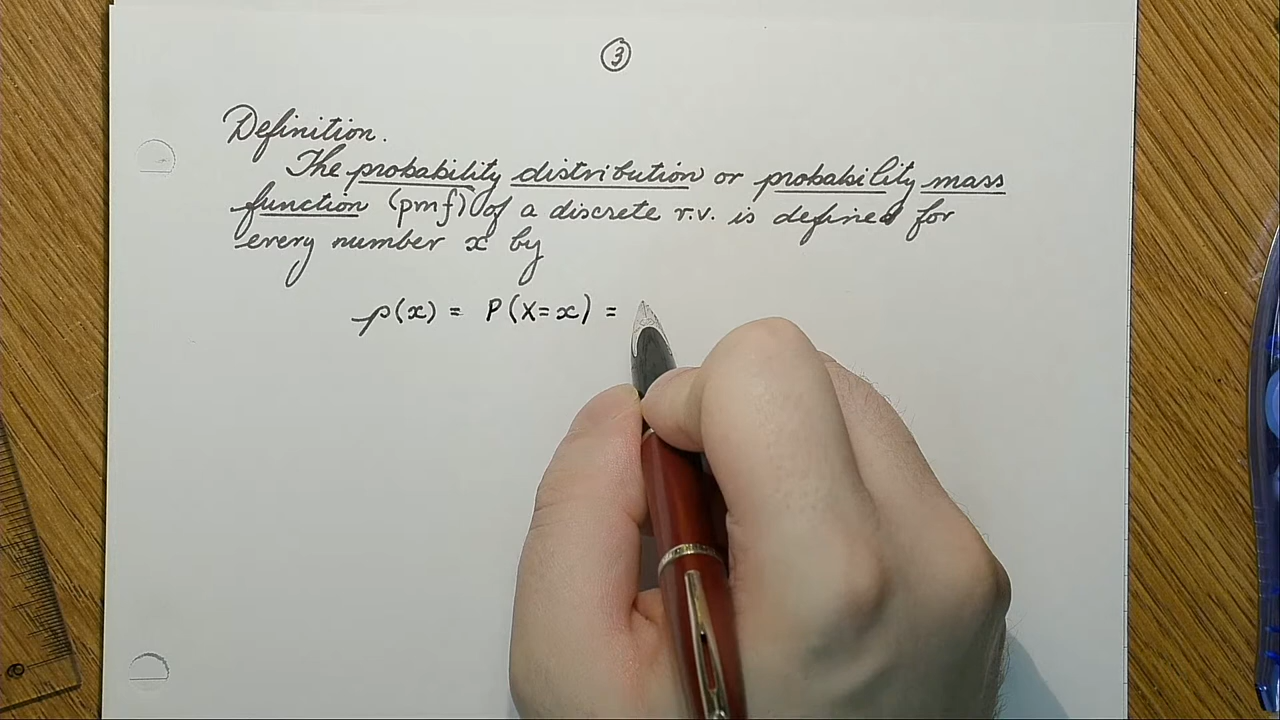 3
Definition.
The probability distribution or probability mass
function (pmf) of a discrete r.v. is defined for
every number x by
p(x) = P(X=x) =